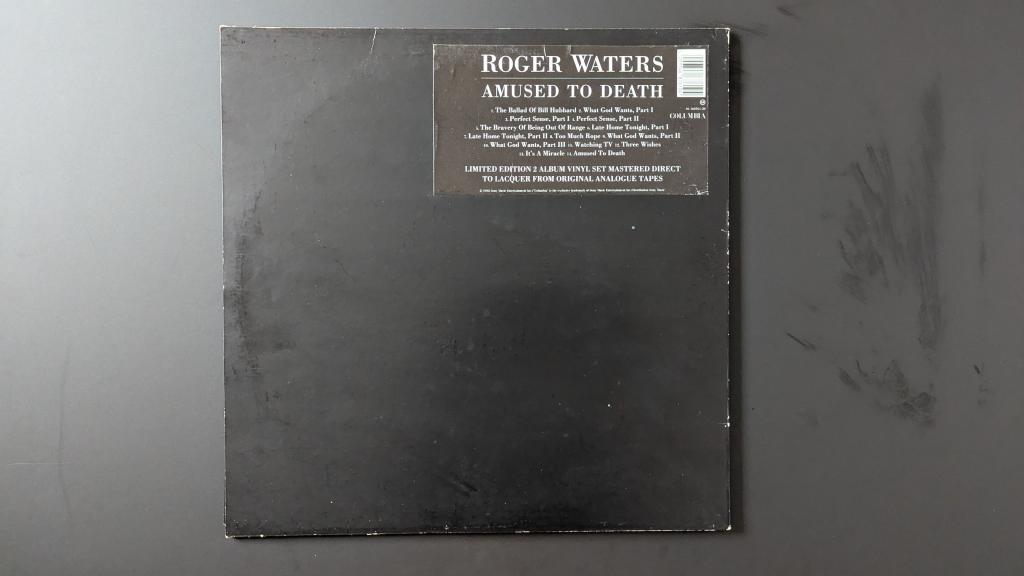 ROGER WATERS
AMUSED TO DEATH
COLUMBIA
1. The Ballad Of Bill Hubbard 2. What God Wants, Part I
3. Perfect Sense, Part I 4. Perfect Sense, Part II
5. The Bravery Of Being Out Of Range 6. Late Home Tonight, Part I
7. Late Home Tonight, Part II 8. Too Much Rope 9. What God Wants, Part II
10. What God Wants, Part III 11. Watching TV 12. Three Wishes
13. It's A Miracle 14. Amused To Death
LIMITED EDITION 2 ALBUM VINYL SET MASTERED DIRECT
TO LACQUER FROM ORIGINAL ANALOGUE TAPES